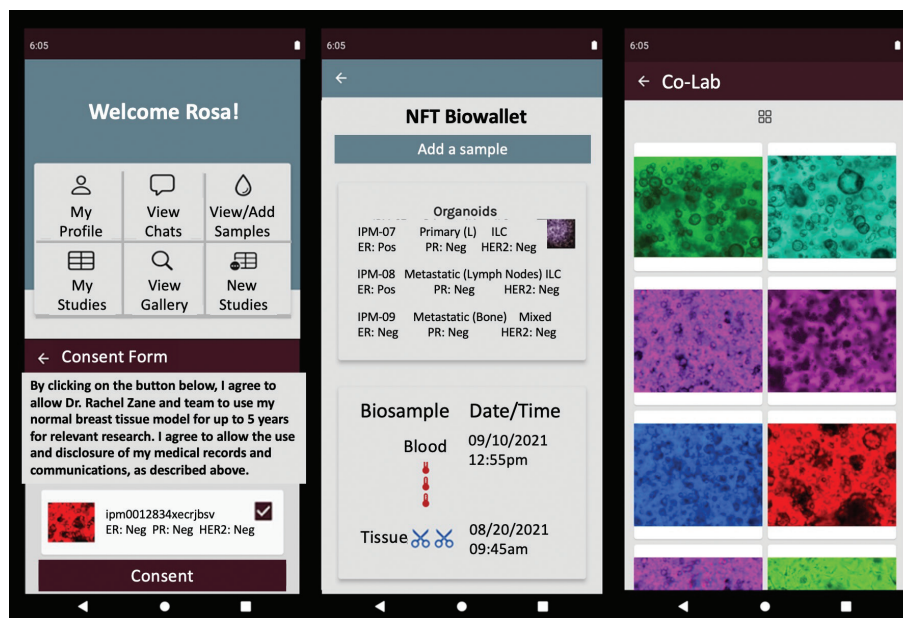 6:05
Welcome Rosa!
My
Profile
View
Chats
View/Add
Samples
My
Studies
View
Gallery
New
Studies
Consent Form
By clicking on the button below, I agree to
allow Dr. Rachel Zane and team to use my
normal breast tissue model for up to 5 years
for relevant research. I agree to allow the use
and disclosure of my medical records and
communications, as described above.
ipm0012834xecrjbsv
ER: Neg PR: Neg HER2: Neg
Consent
6:05
NFT Biowallet
Add a sample
Organoids
IPM-07 Primary (L) ILC
ER: Pos PR: Neg HER2: Neg
IPM-08 Metastatic (Lymph Nodes) ILC
ER: Pos PR: Neg HER2: Neg
IPM-09 Metastatic (Bone) Mixed
ER: Neg PR: Neg HER2: Neg
Biosample Date/Time
Blood 09/10/2021
12:55pm
Tissue 08/20/2021
09:45am
6:05
Co-Lab